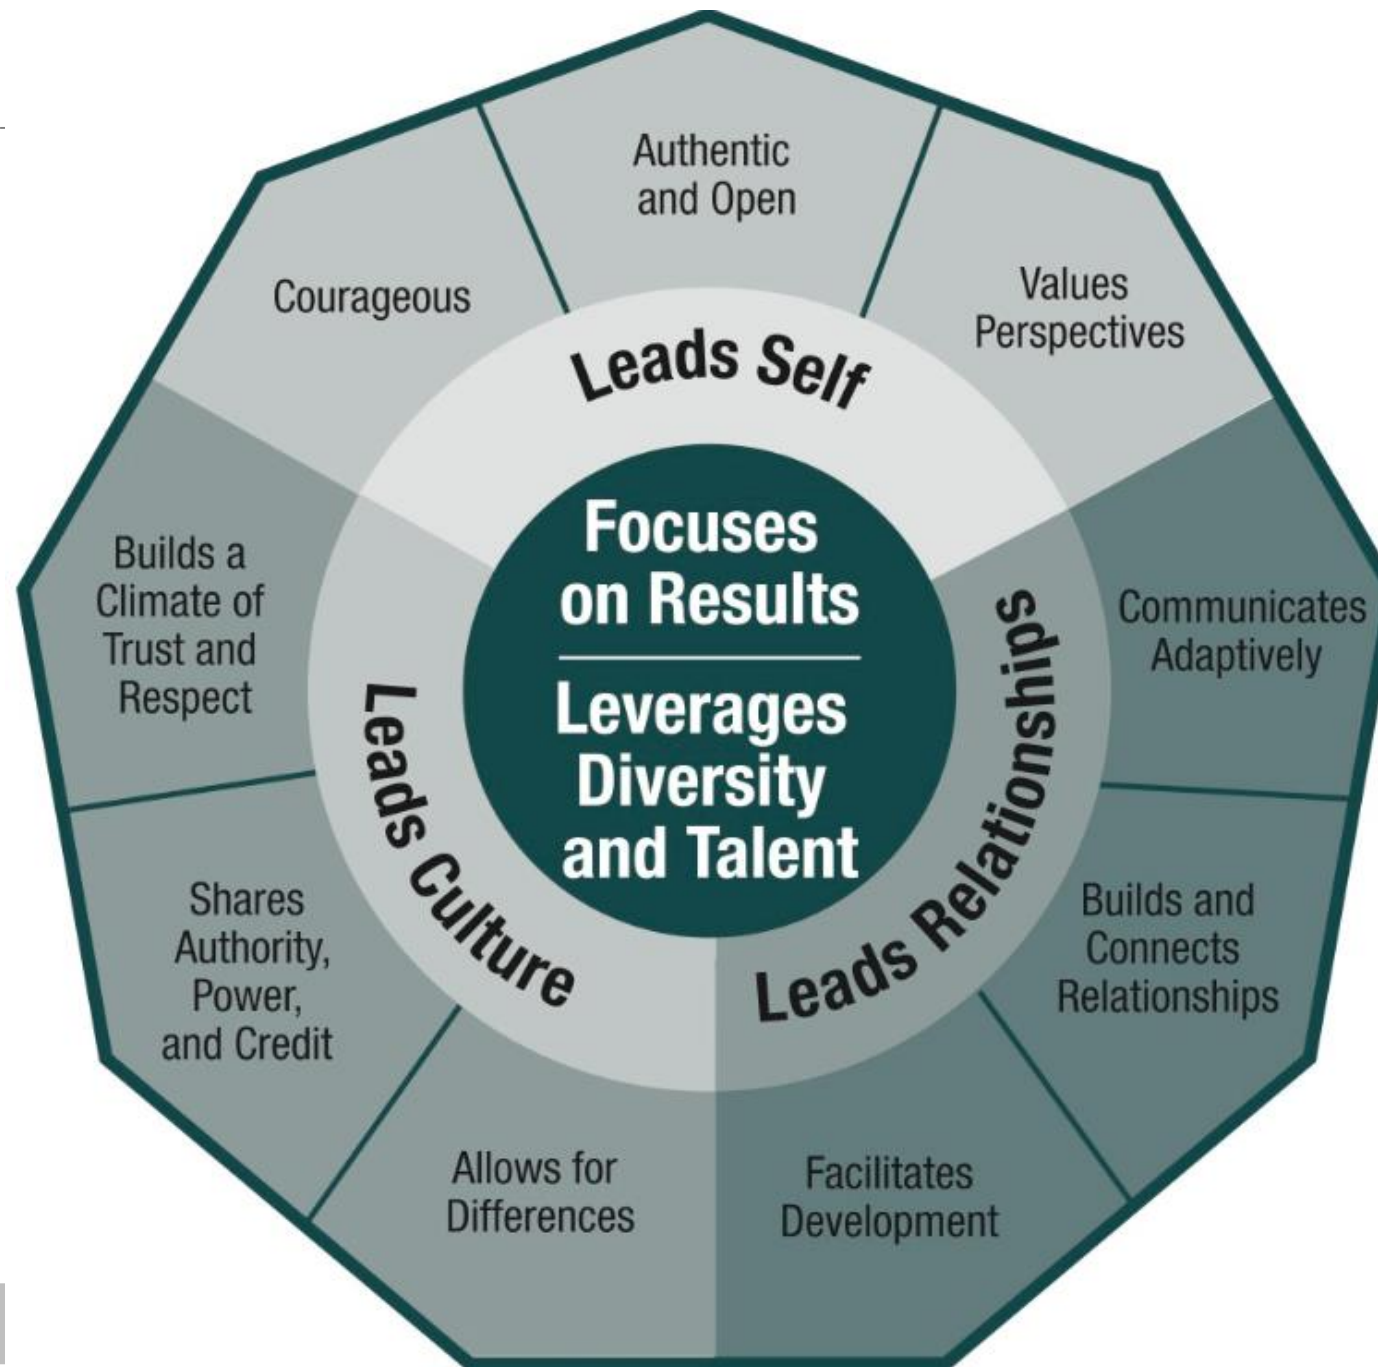 Authentic
and Open
Courageous
Values
Perspectives
Leads Self
Focuses
on Results
Leverages
Diversity
and Talent
Builds a
Climate of
Trust and
Respect
Communicates
Adaptively
Leads Culture
Leads Relationships
Shares
Authority,
Power,
and Credit
Builds and
Connects
Relationships
Allows for
Differences
Facilitates
Development